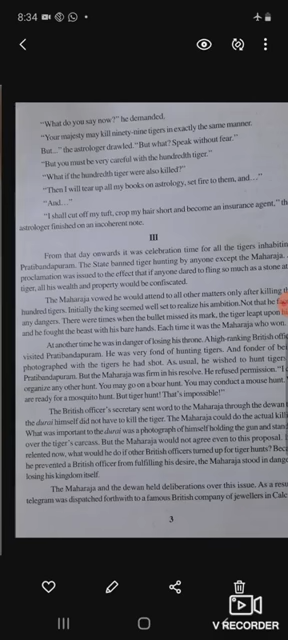 8:34
"What do you say now?" he demanded.
"Your majesty may kill ninety-nine tigers in exactly the same manner.
But..." the astrologer drawled. "But what? Speak without fear."
"But you must be very careful with the hundredth tiger."
"What if the hundredth tiger were also killed?"
"Then I will tear up all my books on astrology, set fire to them, and..."
"And..."
"I shall cut off my tuft, crop my hair short and become an insurance agent," th
astrologer finished on an incoherent note.
III
From that day onwards it was celebration time for all the tigers inhabitin
Pratibandapuram. The State banned tiger hunting by anyone except the Maharaja.
proclamation was issued to the effect that if anyone dared to fling so much as a stone at
tiger, all his wealth and property would be confiscated.
The Maharaja vowed he would attend to all other matters only after killing th
hundred tigers. Initially the king seemed well set to realize his ambition. Not that he
any dangers. There were times when the bullet missed its mark, the tiger leapt upon
and he fought the beast with his bare hands. Each time it was the Maharaja who won.
At another time he was in danger of losing his throne. A high-ranking British offic
visited Pratibandapuram. He was very fond of hunting tigers. And fonder of bei
photographed with the tigers he had shot. As usual, he wished to hunt tigers
Pratibandapuram. But the Maharaja was firm in his resolve. He refused permission. "I c
organize any other hunt. You may go on a boar hunt. You may conduct a mouse hunt.
are ready for a mosquito hunt. But tiger hunt! That's impossible!"
The British officer's secretary sent word to the Maharaja through the dewan
the durai himself did not have to kill the tiger. The Maharaja could do the actual killi
What was important to the durai was a photograph of himself holding the gun and stand
over the tiger's carcass. But the Maharaja would not agree even to this proposal.
relented now, what would he do if other British officers turned up for tiger hunts? Beca
he prevented a British officer from fulfilling his desire, the Maharaja stood in dange
losing his kingdom itself.
The Maharaja and the dewan held deliberations over this issue. As a resu
telegram was dispatched forthwith to a famous British company of jewellers in Calc
3
V RECORDER